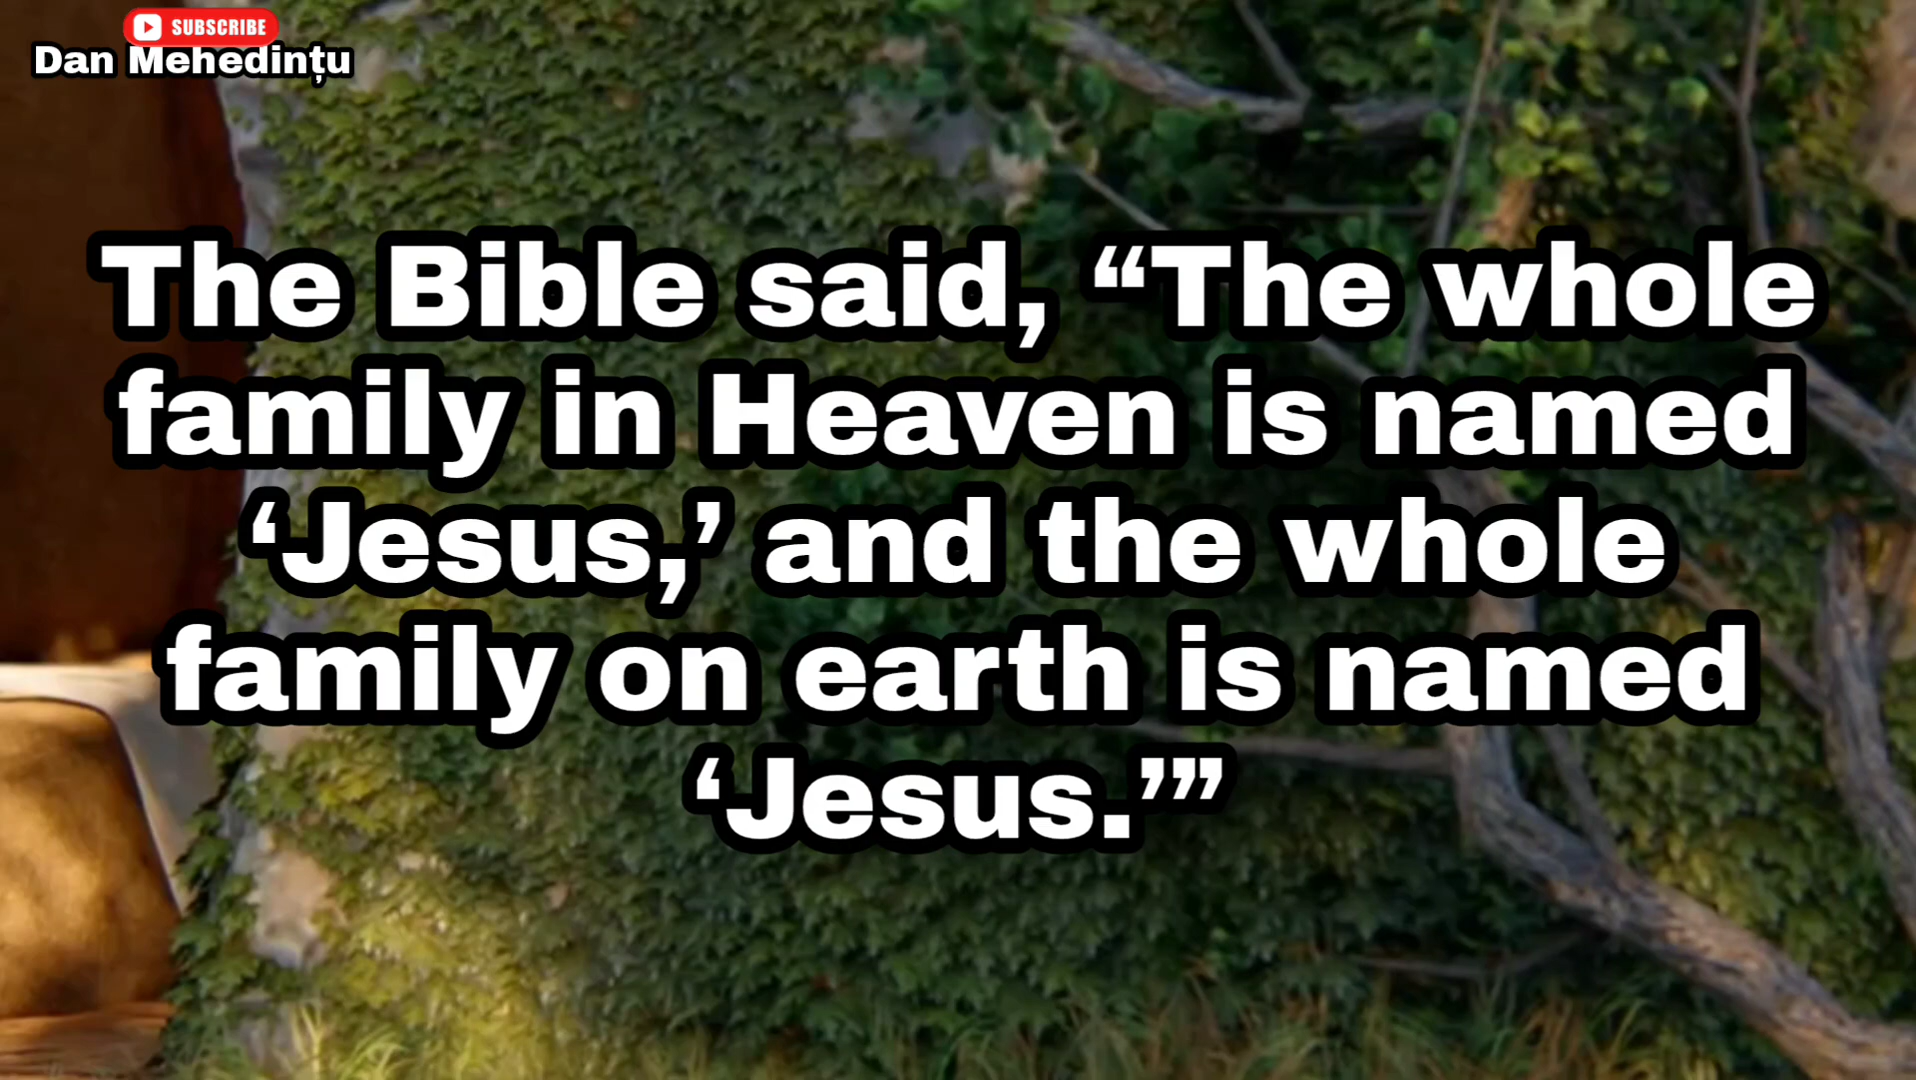 SUBSCRIBE
Dan Mehedințu
The Bible said, “The whole
family in Heaven is named
‘Jesus,’ and the whole
family on earth is named
‘Jesus.’”